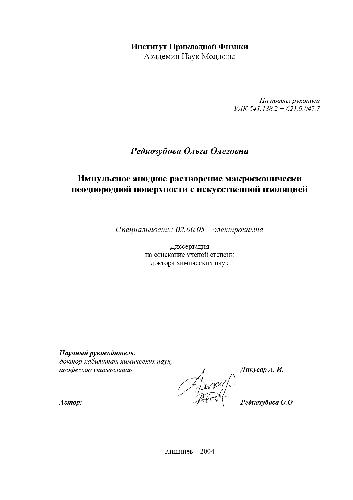 Институт Прикладной Физики
Академии Наук Молдовы
На правах рукописи
УДК 541.138.2 + 621.9.047.7
Редкозубова Ольга Олеговна
Импульсное анодное растворение макроскопически
неоднородной поверхности с искусственной изоляцией
Специальность: 02.00.05 – электрохимия
Диссертация
на соискание ученой степени
доктора химических наук
Научный руководитель:
доктор хабилитат химических наук,
профессор
Дикусар А. И.
Автор:
Редкозубова О.О
Кишинев – 2004